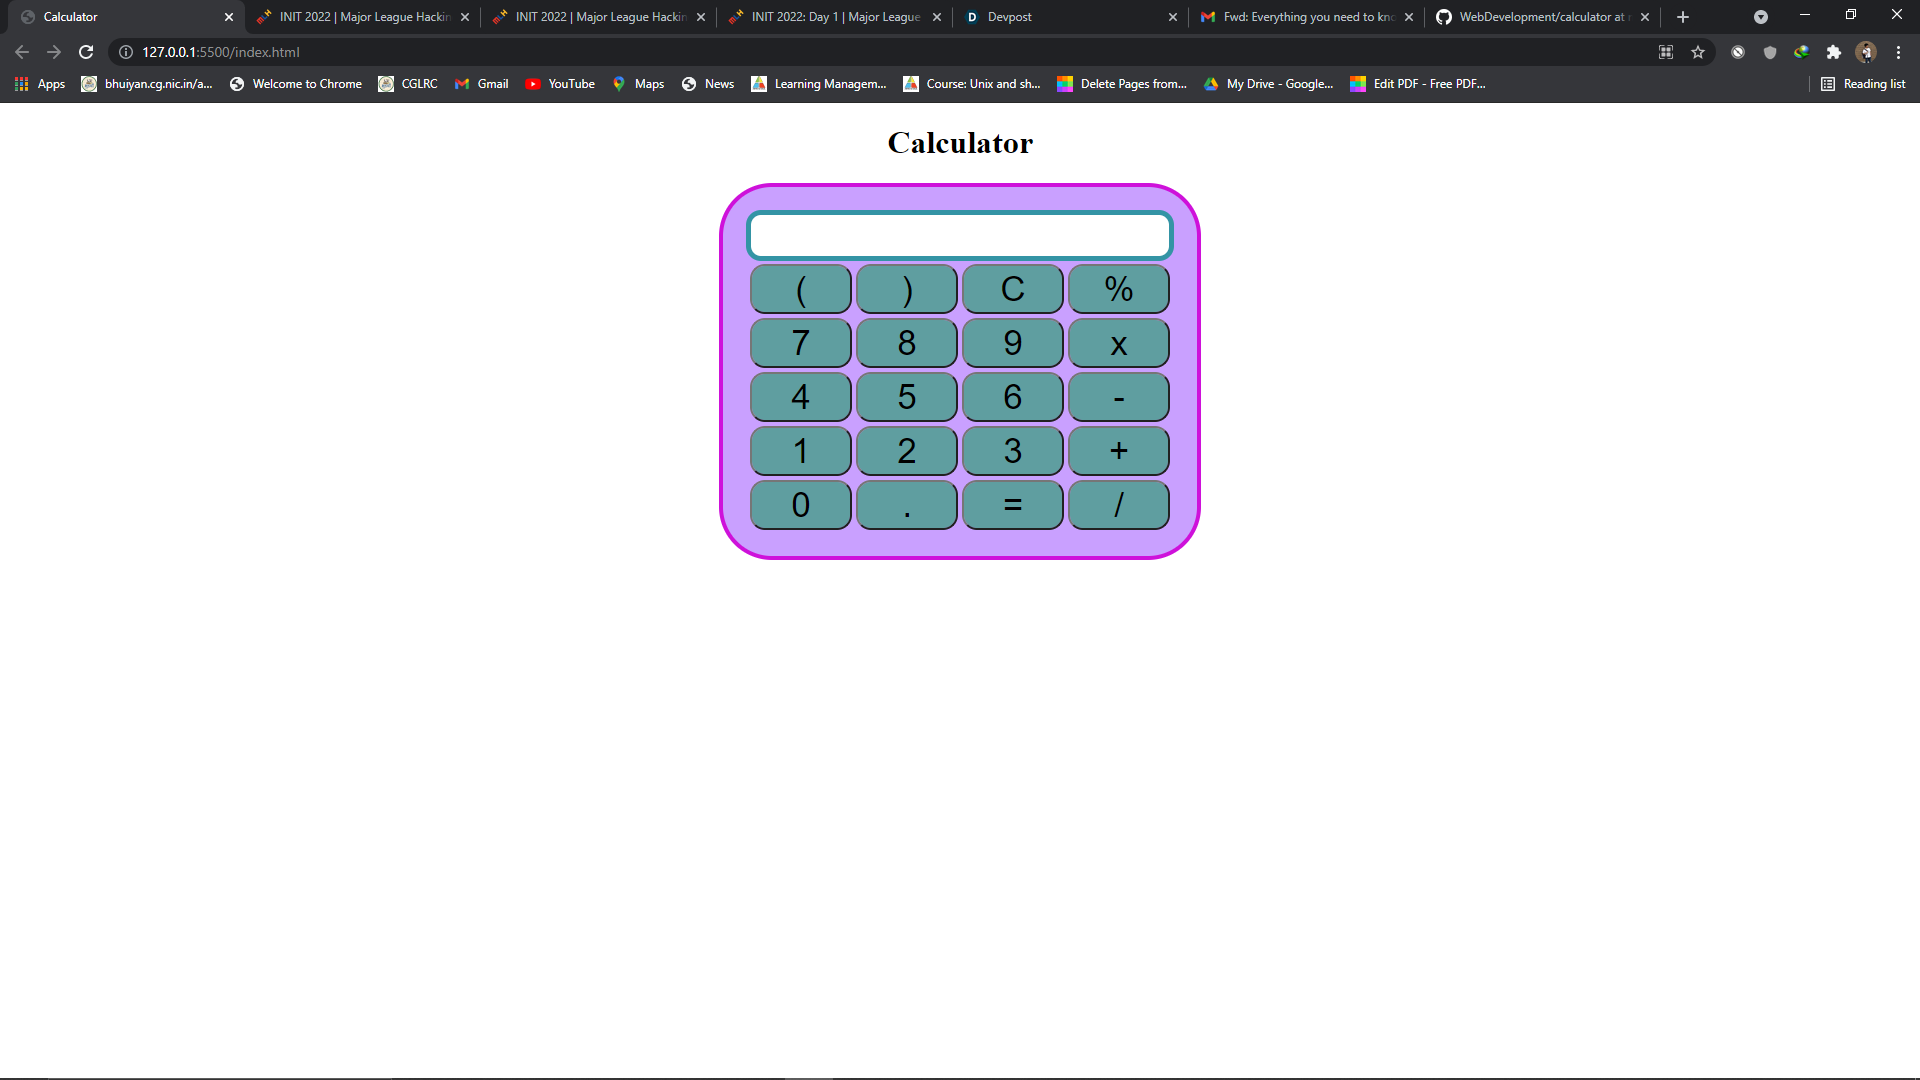 Calculator
INIT 2022 | Major League Hackin
INIT 2022 | Major League Hackin
INIT 2022: Day 1 | Major League
D Devpost
Fwd: Everything you need to kno
WebDevelopment/calculator at
127.0.0.1:5500/index.html
Apps
bhuiyan.cg.nic.in/a...
Welcome to Chrome
CGLRC
Gmail
YouTube
Maps
News
Learning Managem...
Course: Unix and sh...
Delete Pages from...
My Drive - Google...
Edit PDF - Free PDF...
Reading list
Calculator
( ) C %
7 8 9 x
4 5 6 -
1 2 3 +
0 . = /